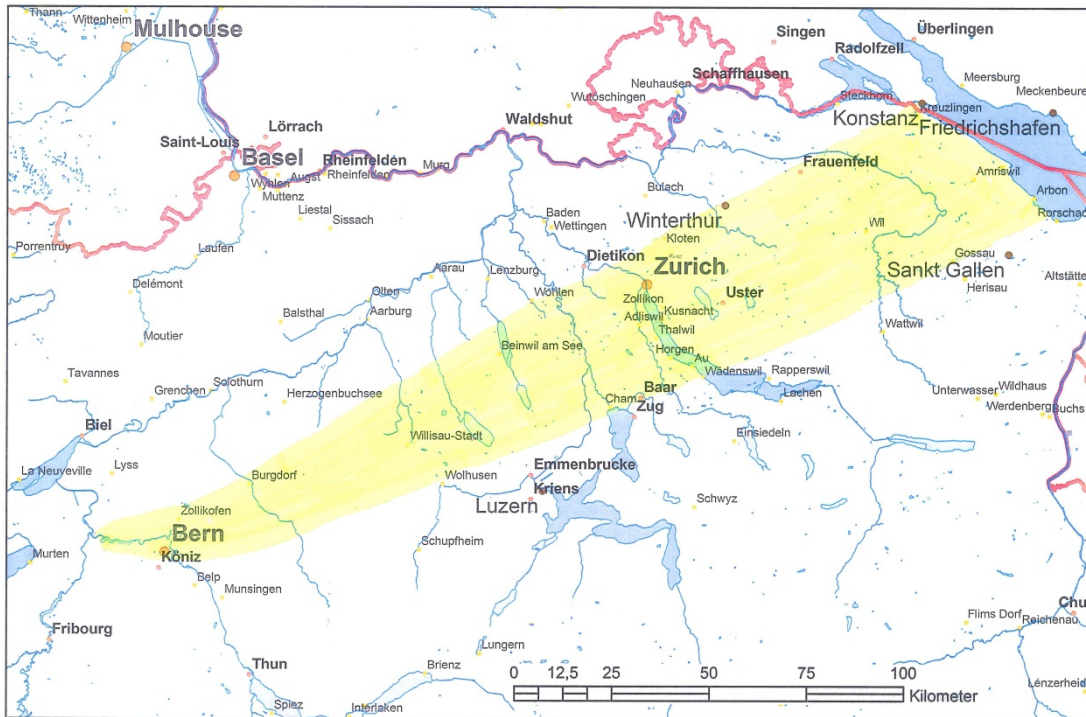 Thann
Wittenheim
Mulhouse
Singen
Überlingen
Radolfzell
Schaffhausen
Neuhausen
Meersburg
Meckenbeure
Steckborn
Kreuzlingen
Wutöschingen
Konstanz
Friedrichshafen
Waldshut
Lörrach
Saint-Louis
Basel
Rheinfelden
Murg
Frauenfeld
Amriswil
Augst
Rheinfelden
Wyhlen
Muttenz
Bulach
Arbon
Liestal
Sissach
Baden
Wettingen
Winterthur
Wil
Rorschach
Kloten
Porrentruy
Laufen
Dietikon
Zurich
Gossau
Sankt Gallen
Altstätte
Herisau
Delémont
Aarau
Lenzburg
Olten
Wohlen
Zollikon
Uster
Kusnacht
Balsthal
Aarburg
Adliswil
Thalwil
Wattwil
Moutier
Beinwil am See
Horgen
Au
Wädenswil
Rapperswil
Tavannes
Grenchen
Solothurn
Herzogenbuchsee
Baar
Cham
Zug
Lachen
Unterwasser
Wildhaus
Werdenberg
Buchs
Biel
Willisau-Stadt
Einsiedeln
Lyss
La Neuveville
Burgdorf
Wolhusen
Emmenbrucke
Kriens
Luzern
Schwyz
Zollikofen
Bern
Köniz
Murten
Schupfheim
Belp
Munsingen
Fribourg
Flims Dorf
Reichenau
Chu
Lungern
Thun
Brienz
Spiez
Interlaken
Lenzerheid
0 12,5 25 50 75 100
Kilometer